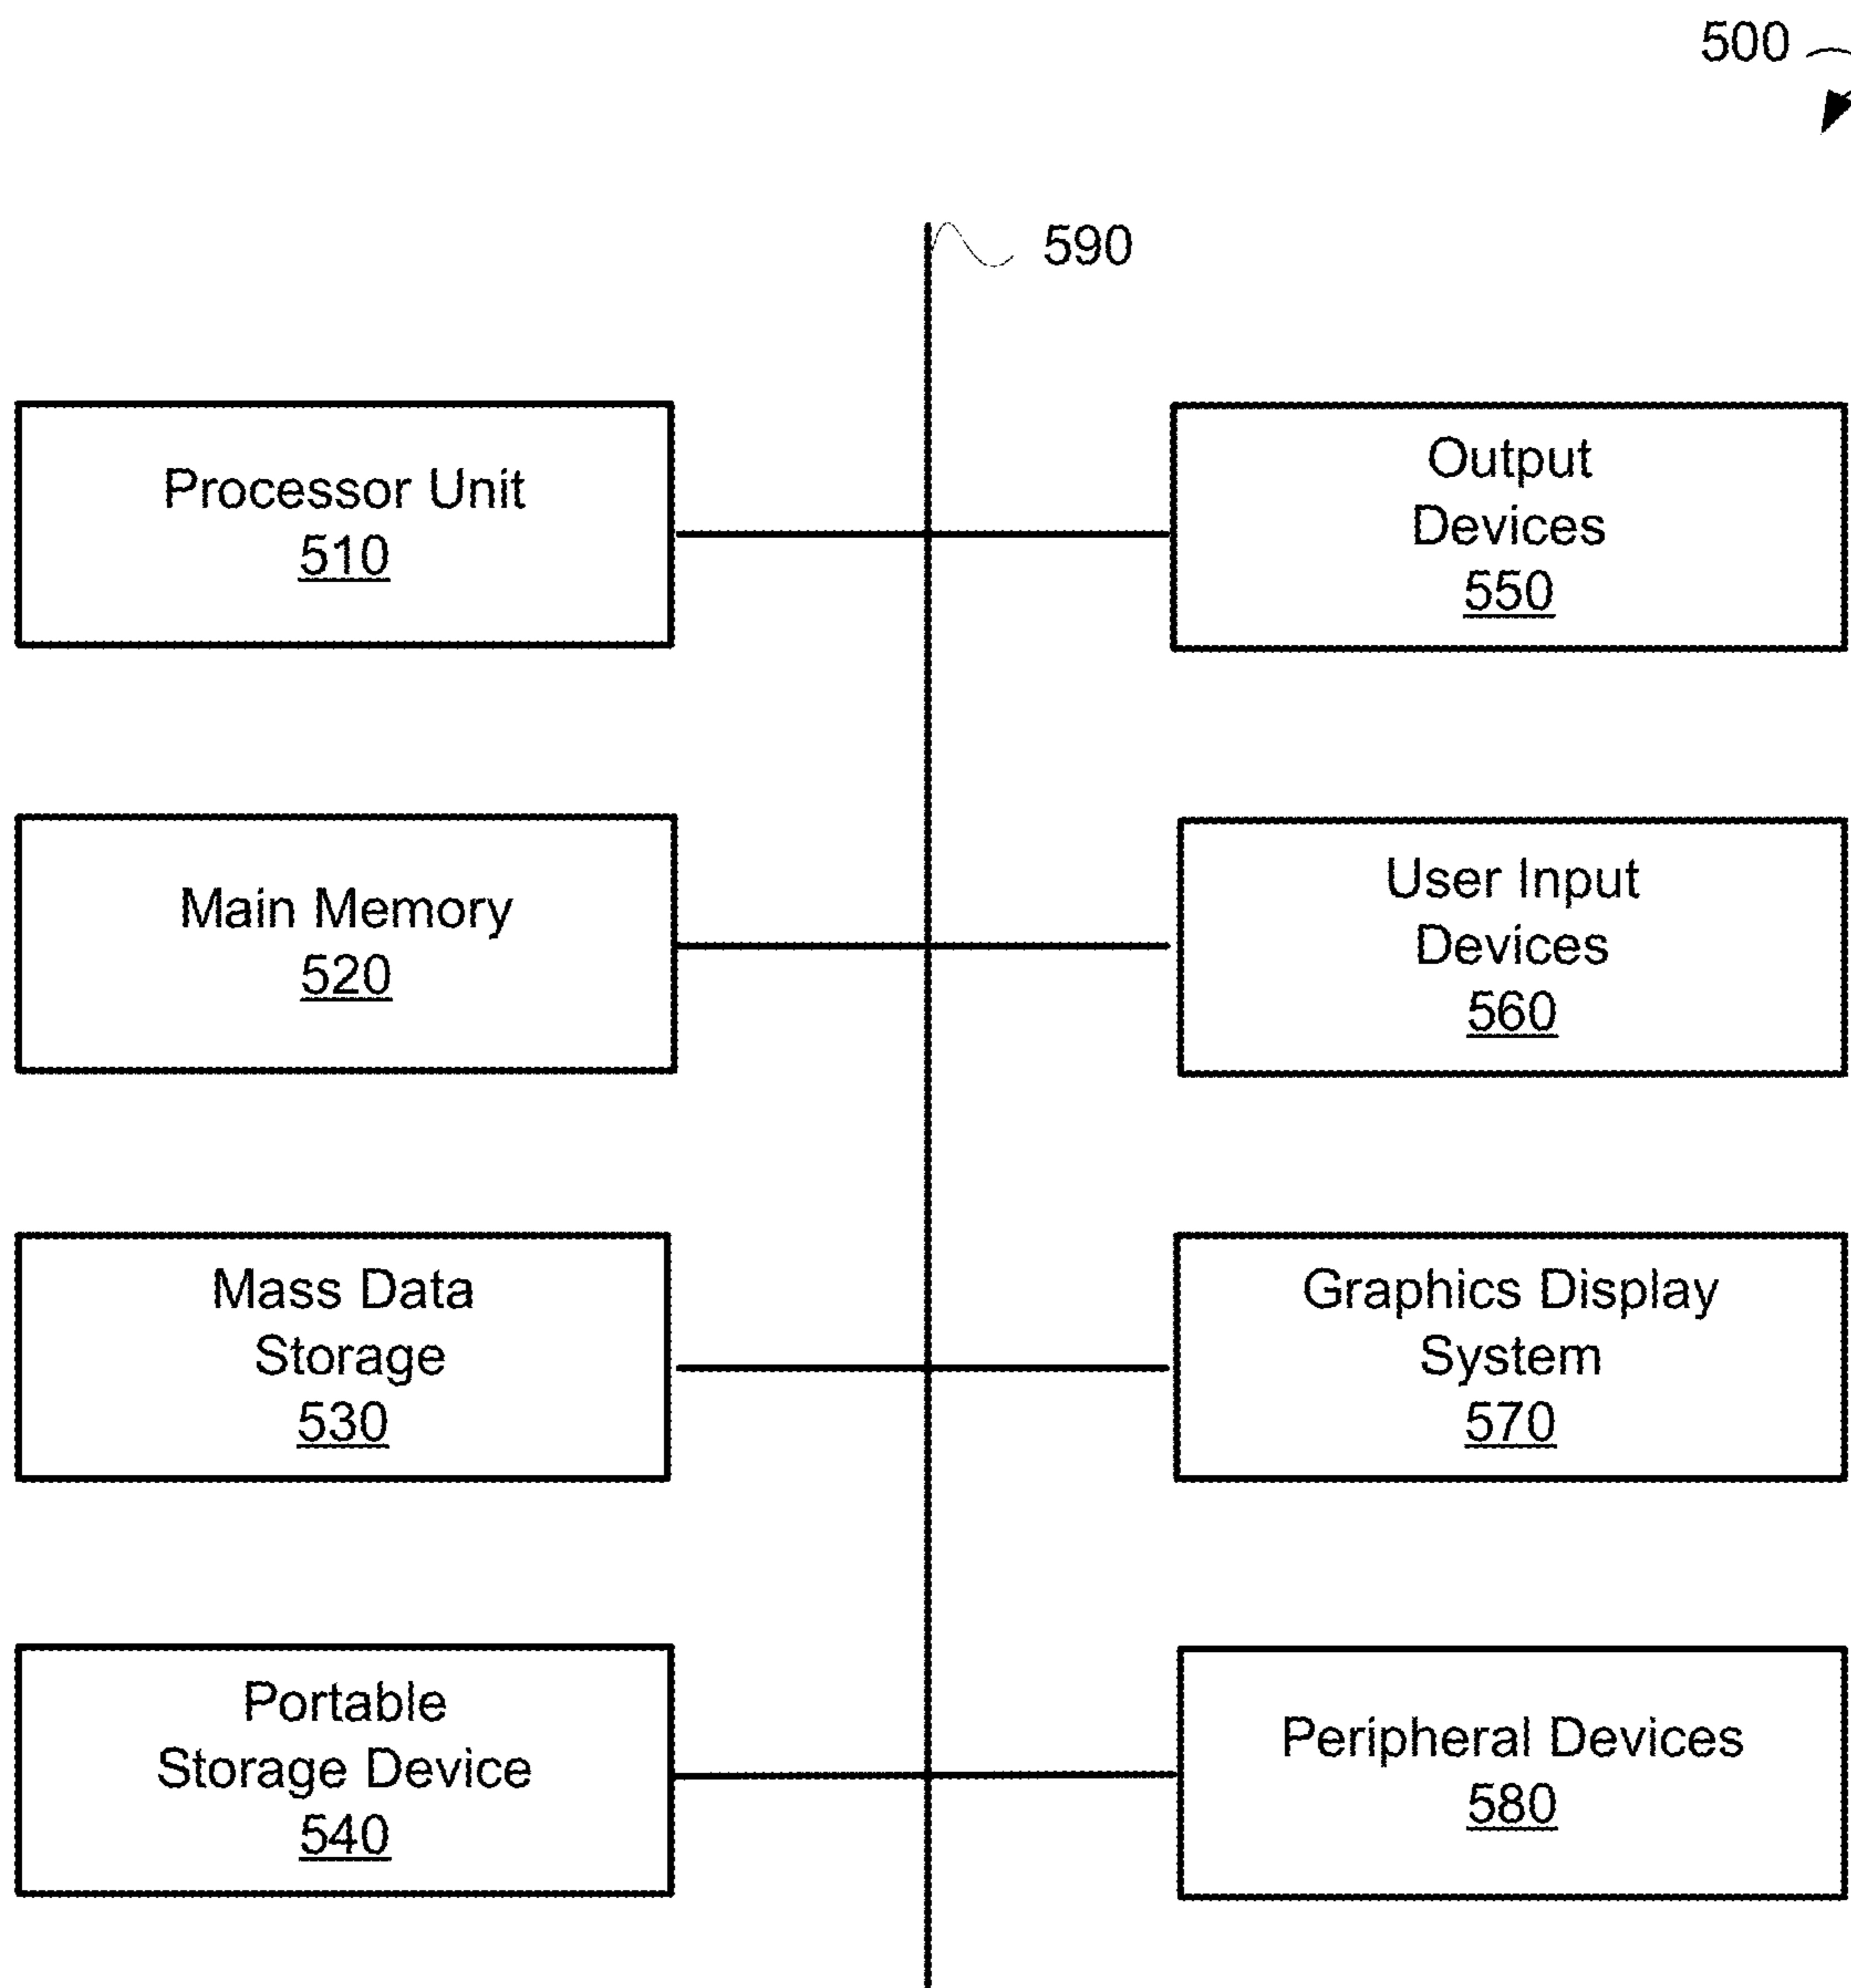 500
590
Processor Unit
510
Output
Devices
550
Main Memory
520
User Input
Devices
560
Mass Data
Storage
530
Graphics Display
System
570
Portable
Storage Device
540
Peripheral Devices
580